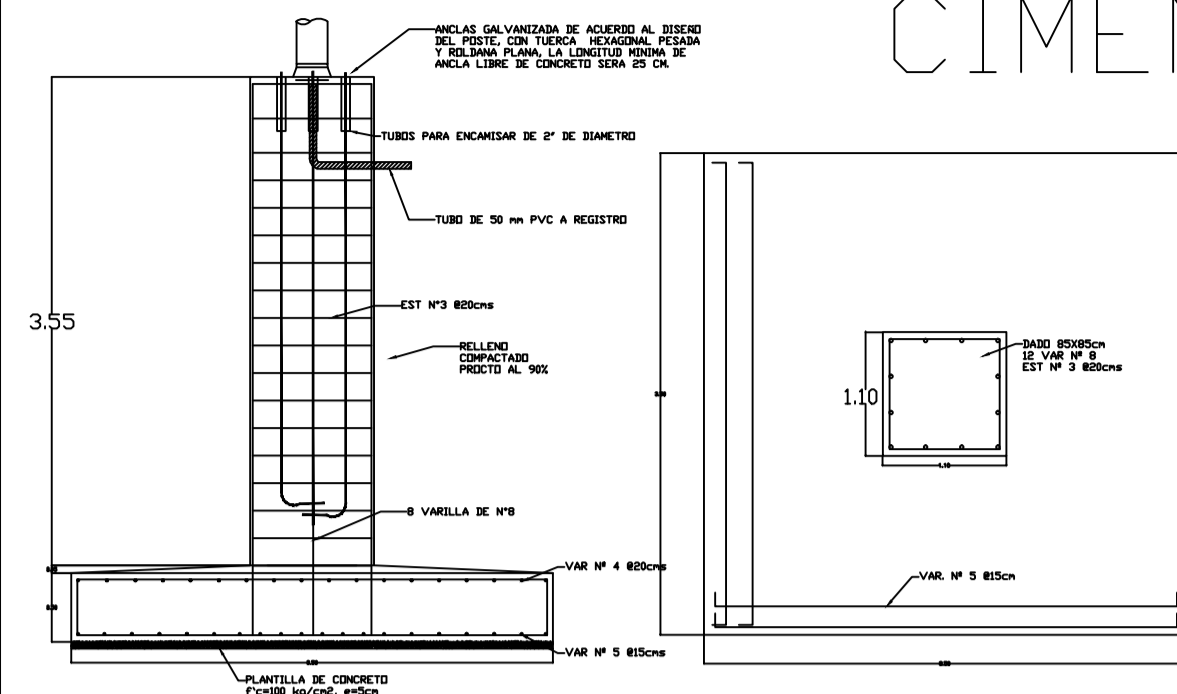 CIMEN
ANCLAS GALVANIZADA DE ACUERDO AL DISEÑO
DEL POSTE, CON TUERCA HEXAGONAL PESADA
Y ROLDANA PLANA, LA LONGITUD MINIMA DE
ANCLA LIBRE DE CONCRETO SERA 25 CM.
TUBOS PARA ENCAMISAR DE 2" DE DIAMETRO
TUBO DE 50 mm PVC A REGISTRO
3.55
EST N°3 @20cms
RELLENO
COMPACTADO
PROCTO AL 90%
8 VARILLA DE N°8
VAR Nº 4 @20cms
VAR Nº 5 @15cms
PLANTILLA DE CONCRETO
f'c=100 kg/cm2, e=5cm
DADO 85X85cm
12 VAR Nº 8
EST Nº 3 @20cms
1.10
1.10
VAR. Nº 5 @15cm